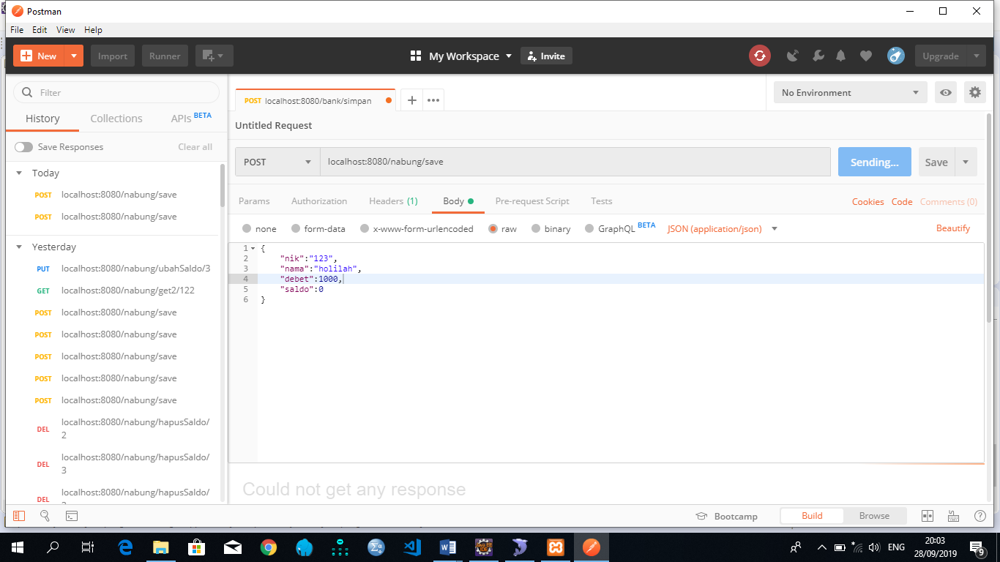 Postman
File Edit View Help
New Import Runner My Workspace Invite Upgrade
Filter
History Collections APIs BETA
Save Responses Clear all
Today
POST localhost:8080/nabung/save
POST localhost:8080/nabung/save
Yesterday
PUT localhost:8080/nabung/ubahSaldo/3
GET localhost:8080/nabung/get2/122
POST localhost:8080/nabung/save
POST localhost:8080/nabung/save
POST localhost:8080/nabung/save
POST localhost:8080/nabung/save
POST localhost:8080/nabung/save
DEL localhost:8080/nabung/hapusSaldo/
2
DEL localhost:8080/nabung/hapusSaldo/
3
DEL localhost:8080/nabung/hapusSaldo/
POST localhost:8080/bank/simpan
No Environment
Untitled Request
POST localhost:8080/nabung/save Sending... Save
Params Authorization Headers (1) Body Pre-request Script Tests Cookies Code Comments (0)
none form-data x-www-form-urlencoded raw binary GraphQL BETA JSON (application/json) Beautify
1 {
2 "nik":"123",
3 "nama":"holilah",
4 "debet":1000,
5 "saldo":0
6 }
Could not get any response
Bootcamp Build Browse
ENG
20:03
28/09/2019
9